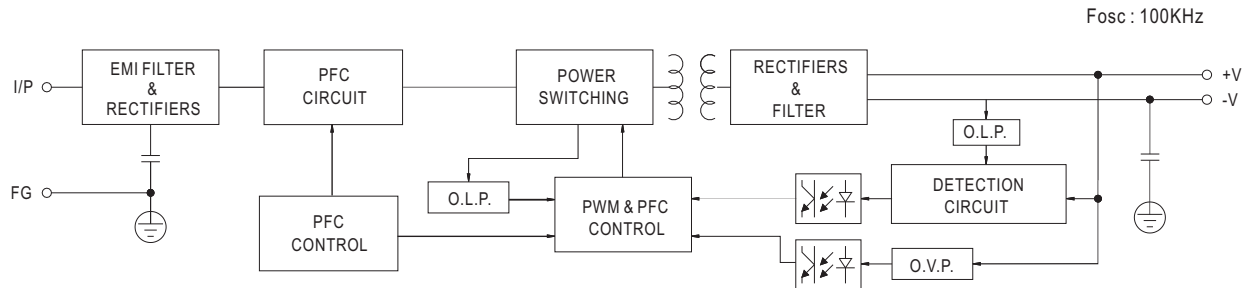 Fosc : 100KHz
I/P
EMI FILTER
&
RECTIFIERS
PFC
CIRCUIT
POWER
SWITCHING
RECTIFIERS
&
FILTER
+V
-V
O.L.P.
FG
O.L.P.
PFC
CONTROL
PWM & PFC
CONTROL
DETECTION
CIRCUIT
O.V.P.